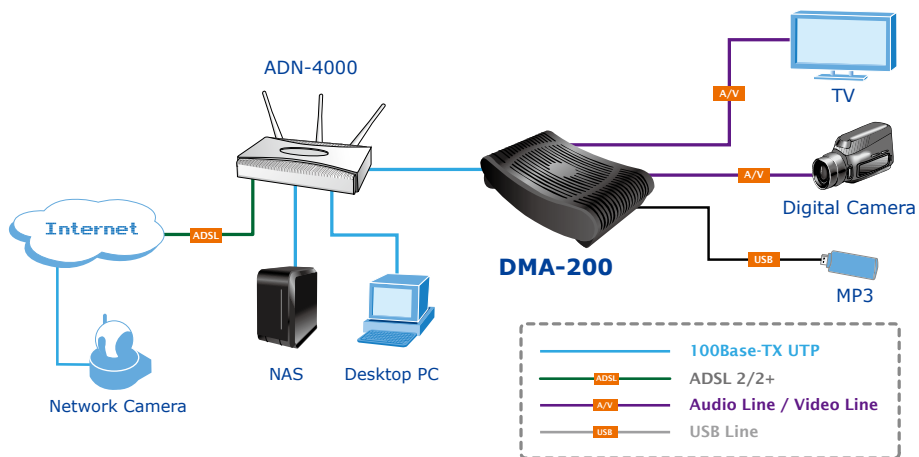 ADN-4000
A/V
TV
A/V
Digital Camera
Internet
ADSL
DMA-200
USB
MP3
NAS
Desktop PC
Network Camera
100Base-TX UTP
ADSL
ADSL 2/2+
A/V
Audio Line / Video Line
USB
USB Line